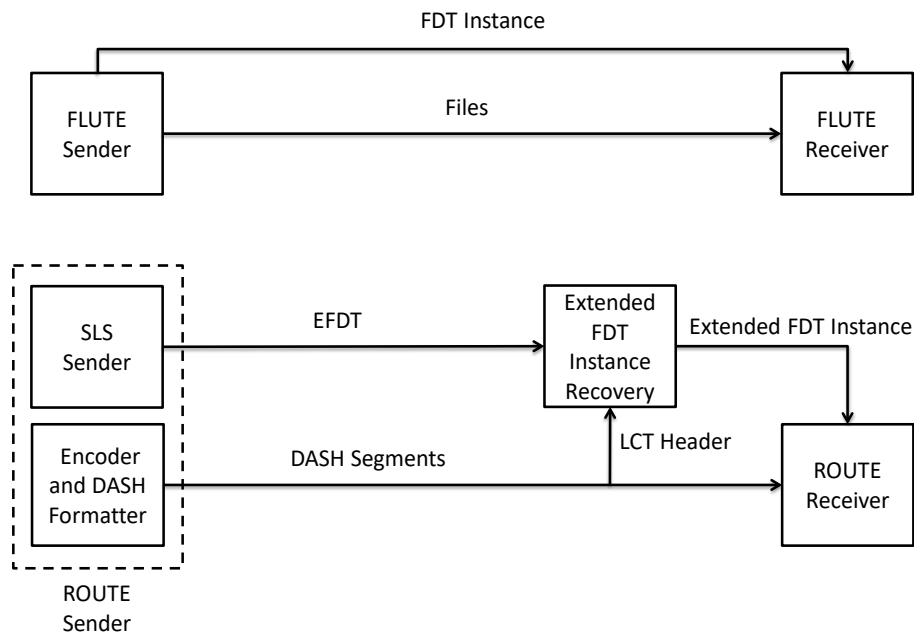 FDT Instance
FLUTE
Sender
Files
FLUTE
Receiver
SLS
Sender
EFDT
Extended
FDT
Instance
Recovery
Extended FDT Instance
Encoder
and DASH
Formatter
DASH Segments
LCT Header
ROUTE
Receiver
ROUTE
Sender